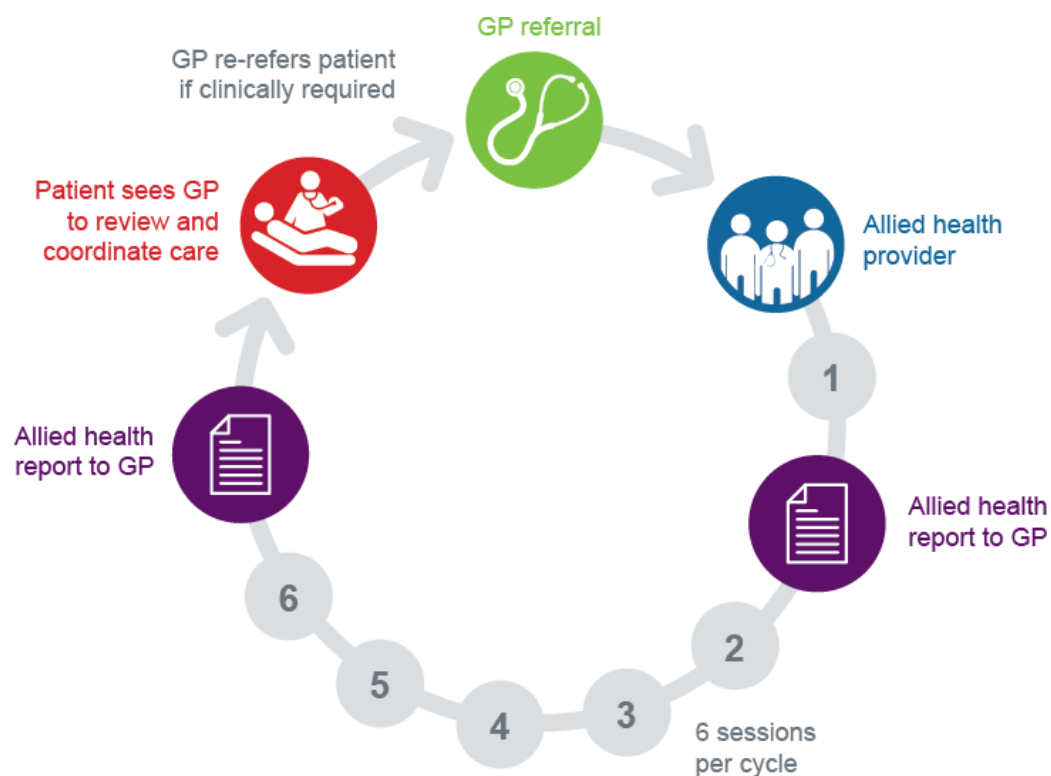 GP referral
GP re-refers patient
if clinically required
Patient sees GP
to review and
coordinate care
Allied health
provider
1
Allied health
report to GP
Allied health
report to GP
2
3
4
5
6
6 sessions
per cycle